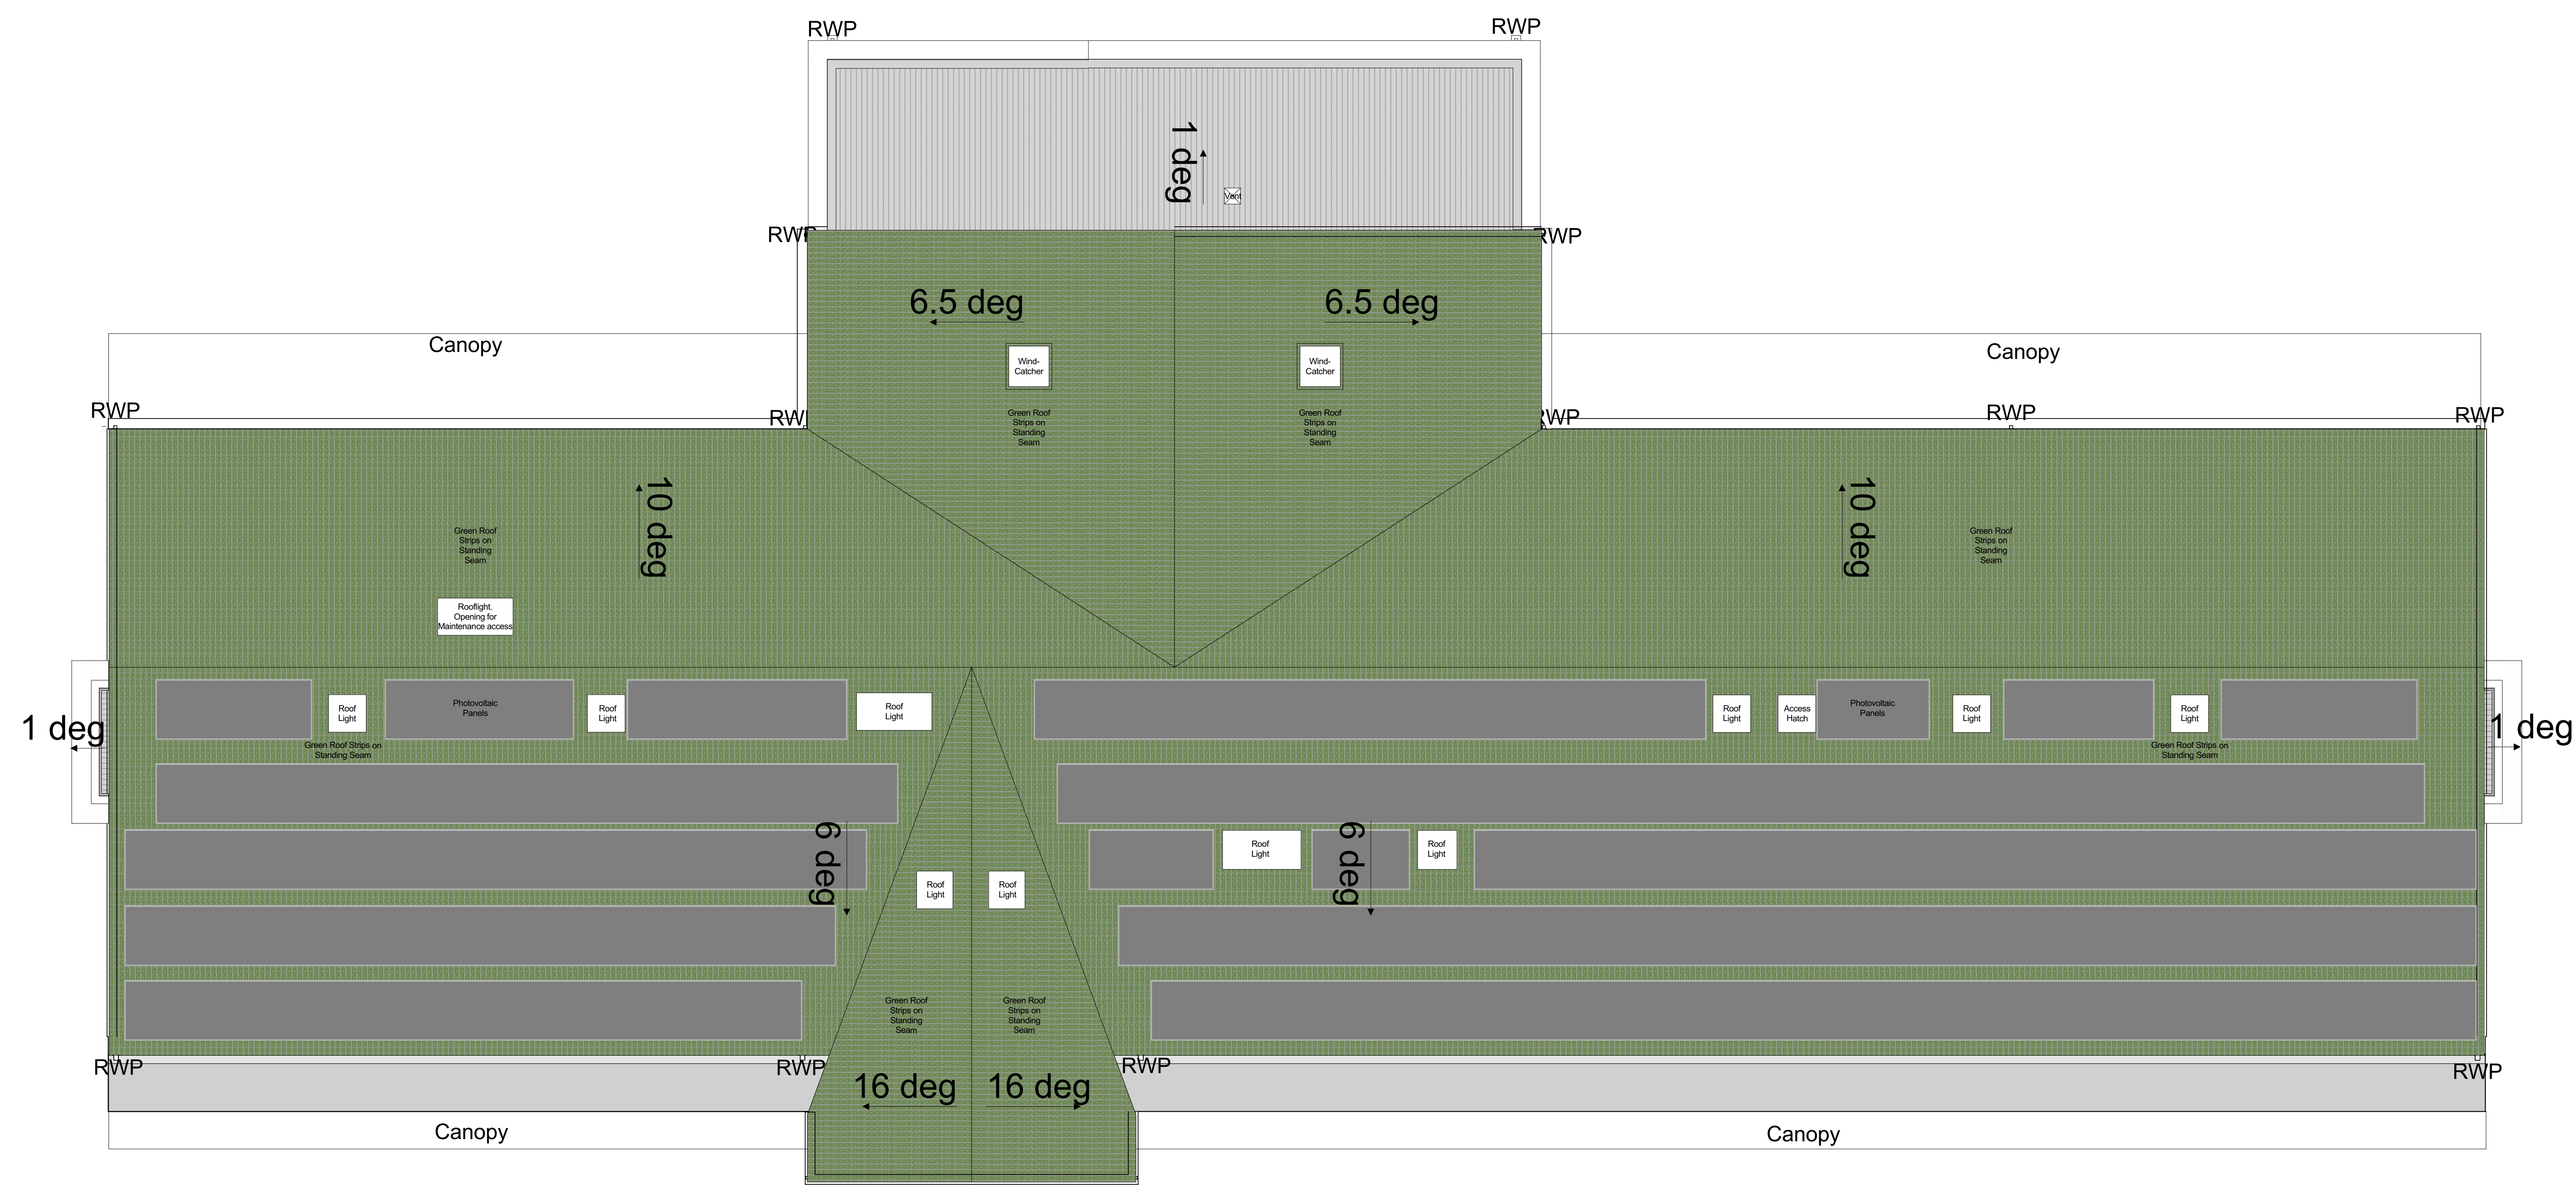 RWP
RWP
1 deg
Vent
RWP
RWP
6.5 deg
6.5 deg
Canopy
Canopy
Wind-
Catcher
Wind-
Catcher
RWP
RWP
RWP
RWP
RWP
Green Roof
Strips on
Standing
Seam
Green Roof
Strips on
Standing
Seam
10 deg
10 deg
Green Roof
Strips on
Standing
Seam
Green Roof
Strips on
Standing
Seam
Rooflight.
Opening for
Maintenance access
Roof
Light
Photovoltaic
Panels
Roof
Light
Roof
Light
Roof
Light
Access
Hatch
Photovoltaic
Panels
Roof
Light
Roof
Light
1 deg
1 deg
Green Roof Strips on
Standing Seam
Green Roof Strips on
Standing Seam
6 deg
6 deg
Roof
Light
Roof
Light
Roof
Light
Roof
Light
Green Roof
Strips on
Standing
Seam
Green Roof
Strips on
Standing
Seam
RWP
RWP
RWP
RWP
16 deg
16 deg
Canopy
Canopy